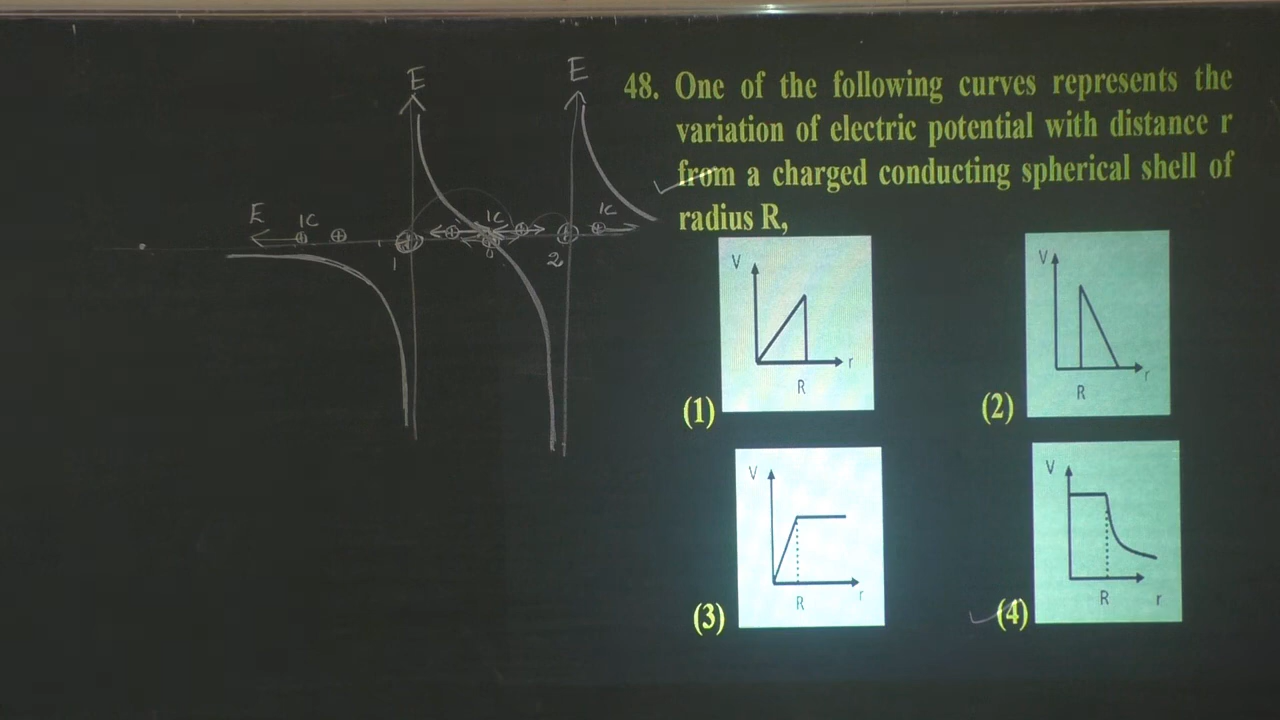 E
E
E
1C
1C
1C
1
2
48. One of the following curves represents the
variation of electric potential with distance r
from a charged conducting spherical shell of
radius R,
V
r
R
(1)
V
r
R
(2)
V
R
r
(3)
V
R
r
(4)